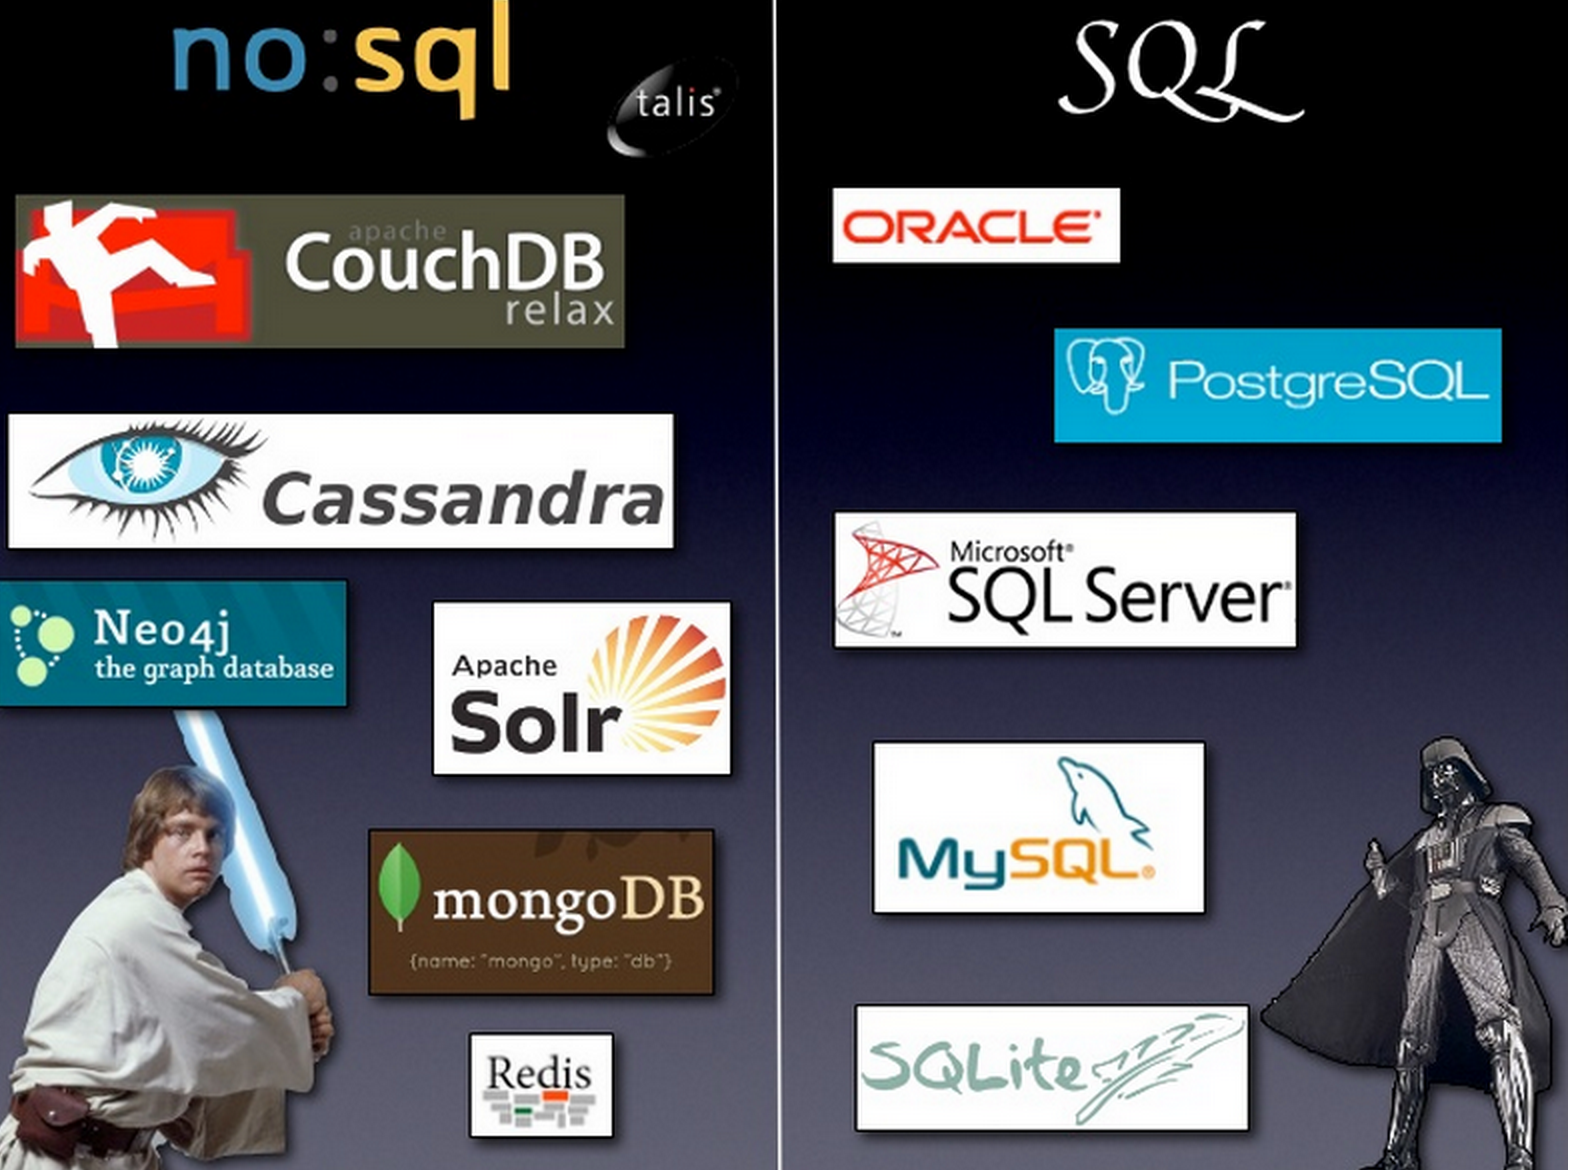 no:sql
talis®
apache
CouchDB
relax
Cassandra
Neo4j
the graph database
Apache
Solr
mongoDB
{name: "mongo", type: "db"}
Redis
SQL
ORACLE®
PostgreSQL
Microsoft®
SQL Server®
™
MySQL®
SQLite